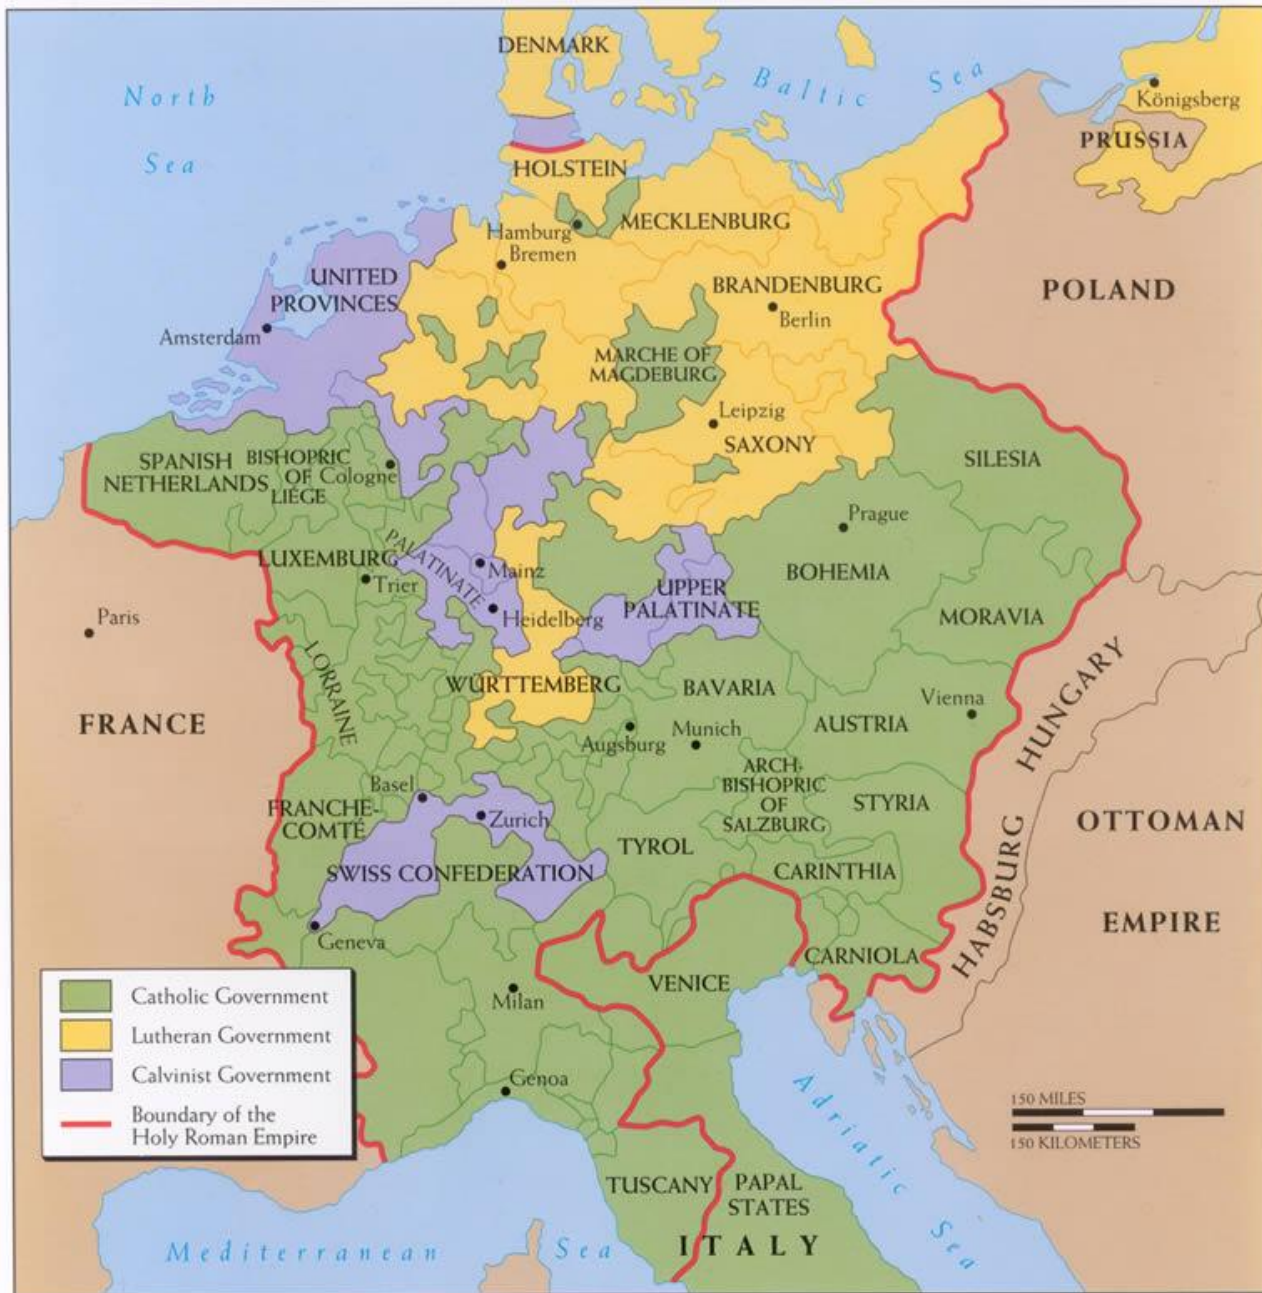 DENMARK
North
Sea
Baltic Sea
Königsberg
PRUSSIA
HOLSTEIN
MECKLENBURG
Hamburg
Bremen
UNITED
PROVINCES
BRANDENBURG
Berlin
POLAND
Amsterdam
MARCHE OF
MAGDEBURG
Leipzig
SAXONY
SPANISH
NETHERLANDS
BISHOPRIC
OF
LIÉGE
Cologne
SILESIA
Prague
LUXEMBURG
Trier
PALATINATE
Mainz
BOHEMIA
UPPER
PALATINATE
Heidelberg
MORAVIA
Paris
LORRAINE
WÜRTTEMBERG
BAVARIA
Vienna
FRANCE
Augsburg
Munich
AUSTRIA
HABSBURG HUNGARY
ARCH-
BISHOPRIC
OF
SALZBURG
Basel
FRANCHE-
COMTÉ
Zurich
STYRIA
OTTOMAN
EMPIRE
TYROL
SWISS CONFEDERATION
CARINTHIA
Geneva
CARNIOLA
VENICE
Milan
Genoa
Catholic Government
Lutheran Government
Calvinist Government
Boundary of the
Holy Roman Empire
Adriatic Sea
150 MILES
150 KILOMETERS
TUSCANY
PAPAL
STATES
ITALY
Mediterranean Sea